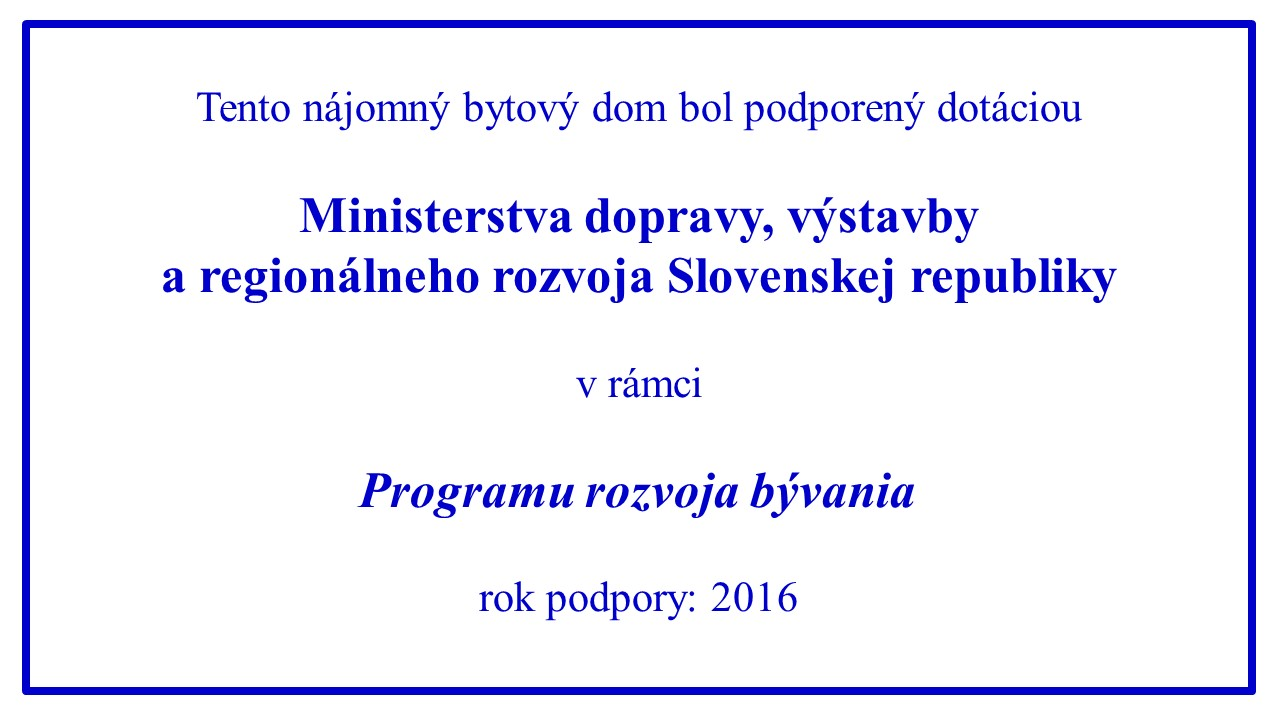 Tento nájomný bytový dom bol podporený dotáciou
Ministerstva dopravy, výstavby
a regionálneho rozvoja Slovenskej republiky
v rámci
Programu rozvoja bývania
rok podpory: 2016